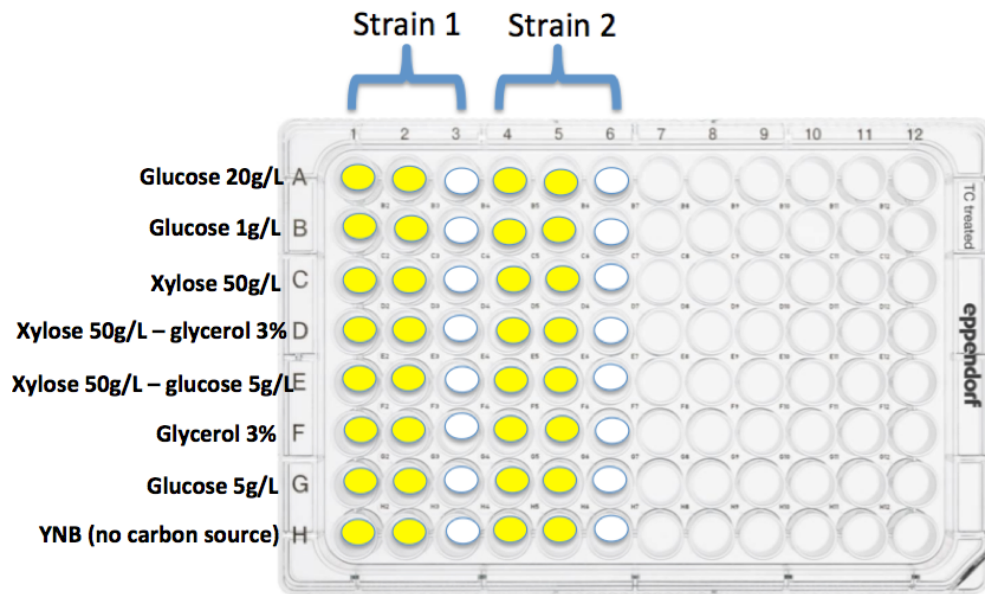 Strain 1 Strain 2
1 2 3 4 5 6 7 8 9 10 11 12
Glucose 20g/L A
Glucose 1g/L B
Xylose 50g/L C
Xylose 50g/L – glycerol 3% D
Xylose 50g/L – glucose 5g/L E
Glycerol 3% F
Glucose 5g/L G
YNB (no carbon source) H
TC treated
eppendorf